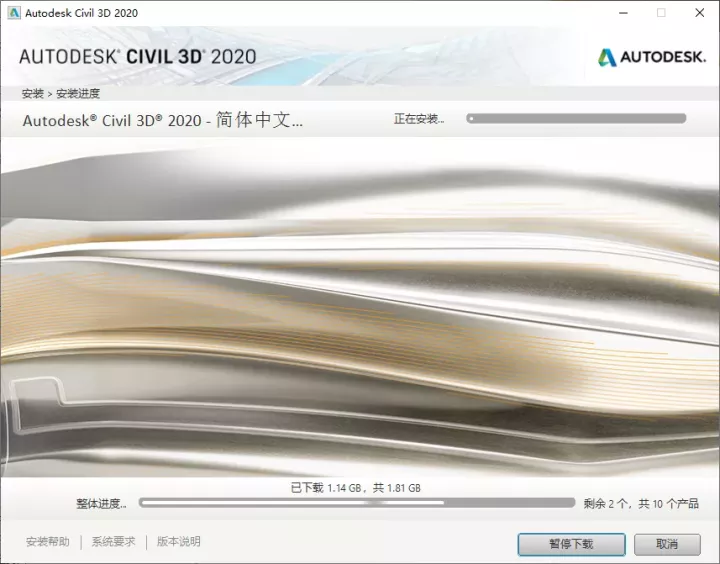 Autodesk Civil 3D 2020
AUTODESK® CIVIL 3D® 2020
AUTODESK.
安装 > 安装进度
Autodesk® Civil 3D® 2020 - 简体中文...
正在安装...
已下载 1.14 GB，共 1.81 GB
整体进度...
剩余 2 个，共 10 个产品
安装帮助
系统要求
版本说明
暂停下载
取消